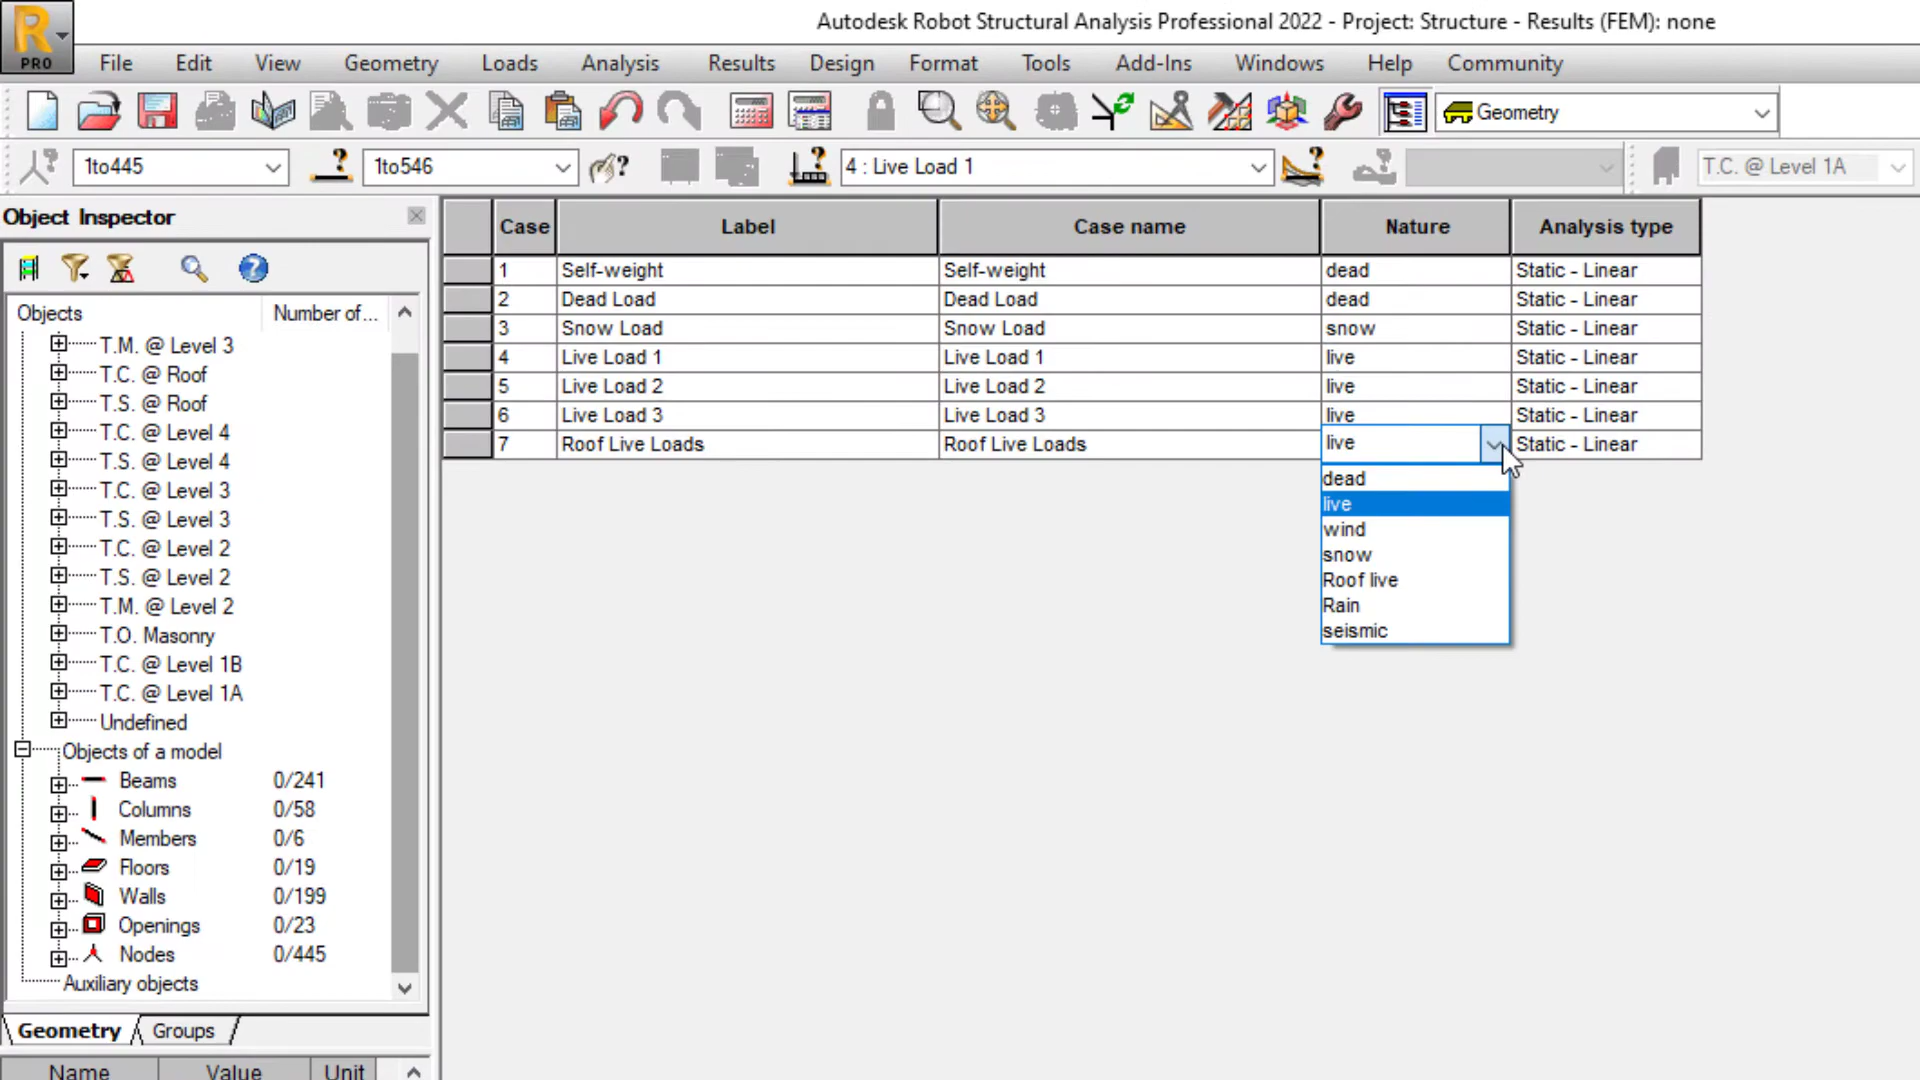 Autodesk Robot Structural Analysis Professional 2022 - Project: Structure - Results (FEM): none
R
PRO
File Edit View Geometry Loads Analysis Results Design Format Tools Add-Ins Windows Help Community
Geometry
1to445 1to546 4 : Live Load 1 T.C. @ Level 1A
Object Inspector
Objects Number of...
T.M. @ Level 3
T.C. @ Roof
T.S. @ Roof
T.C. @ Level 4
T.S. @ Level 4
T.C. @ Level 3
T.S. @ Level 3
T.C. @ Level 2
T.S. @ Level 2
T.M. @ Level 2
T.O. Masonry
T.C. @ Level 1B
T.C. @ Level 1A
Undefined
Objects of a model
Beams 0/241
Columns 0/58
Members 0/6
Floors 0/19
Walls 0/199
Openings 0/23
Nodes 0/445
Auxiliary objects
Geometry Groups
Name Value Unit
Case Label Case name Nature Analysis type
1 Self-weight Self-weight dead Static - Linear
2 Dead Load Dead Load dead Static - Linear
3 Snow Load Snow Load snow Static - Linear
4 Live Load 1 Live Load 1 live Static - Linear
5 Live Load 2 Live Load 2 live Static - Linear
6 Live Load 3 Live Load 3 live Static - Linear
7 Roof Live Loads Roof Live Loads live Static - Linear
dead
live
wind
snow
Roof live
Rain
seismic